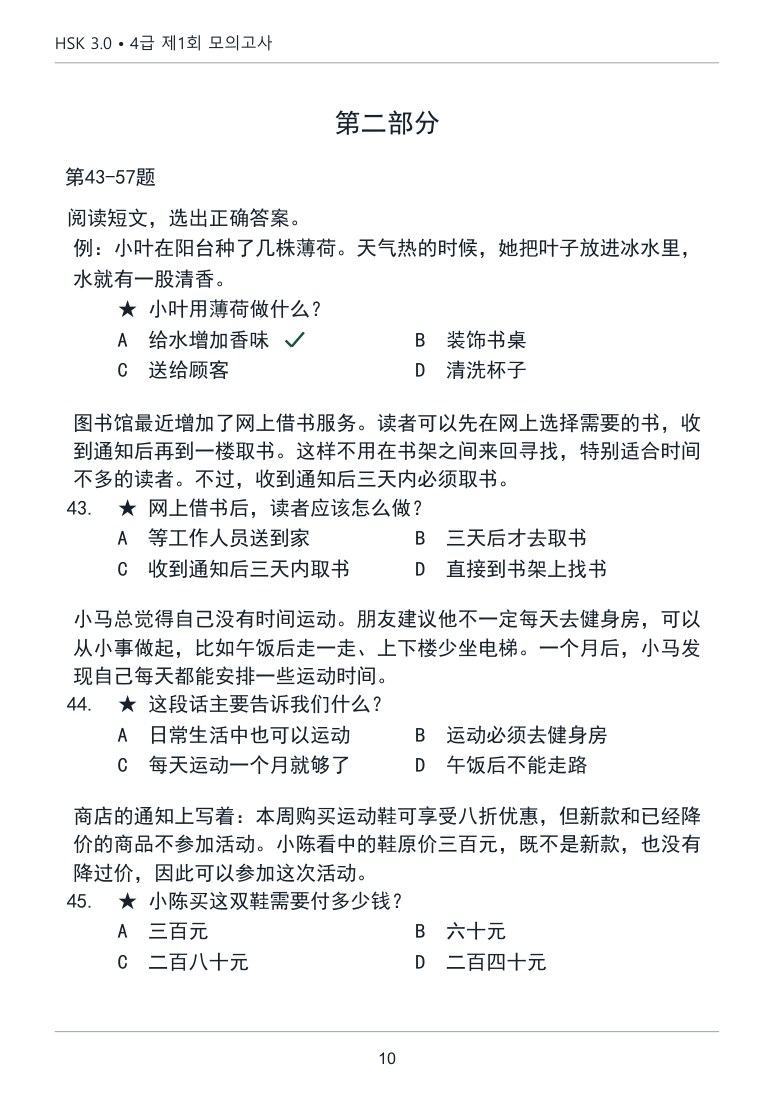 HSK 3.0 • 4급 제1회 모의고사
第二部分
第43-57题
阅读短文，选出正确答案。
例：小叶在阳台种了几株薄荷。天气热的时候，她把叶子放进冰水里，
水就有一股清香。
★ 小叶用薄荷做什么？
A 给水增加香味 ✓ B 装饰书桌
C 送给顾客 D 清洗杯子
图书馆最近增加了网上借书服务。读者可以先在网上选择需要的书，收
到通知后再到一楼取书。这样不用在书架之间来回寻找，特别适合时间
不多的读者。不过，收到通知后三天内必须取书。
43. ★ 网上借书后，读者应该怎么做？
A 等工作人员送到家 B 三天后才去取书
C 收到通知后三天内取书 D 直接到书架上找书
小马总觉得自己没有时间运动。朋友建议他不一定每天去健身房，可以
从小事做起，比如午饭后走一走、上下楼少坐电梯。一个月后，小马发
现自己每天都能安排一些运动时间。
44. ★ 这段话主要告诉我们什么？
A 日常生活中也可以运动 B 运动必须去健身房
C 每天运动一个月就够了 D 午饭后不能走路
商店的通知上写着：本周购买运动鞋可享受八折优惠，但新款和已经降
价的商品不参加活动。小陈看中的鞋原价三百元，既不是新款，也没有
降过价，因此可以参加这次活动。
45. ★ 小陈买这双鞋需要付多少钱？
A 三百元 B 六十元
C 二百八十元 D 二百四十元
10